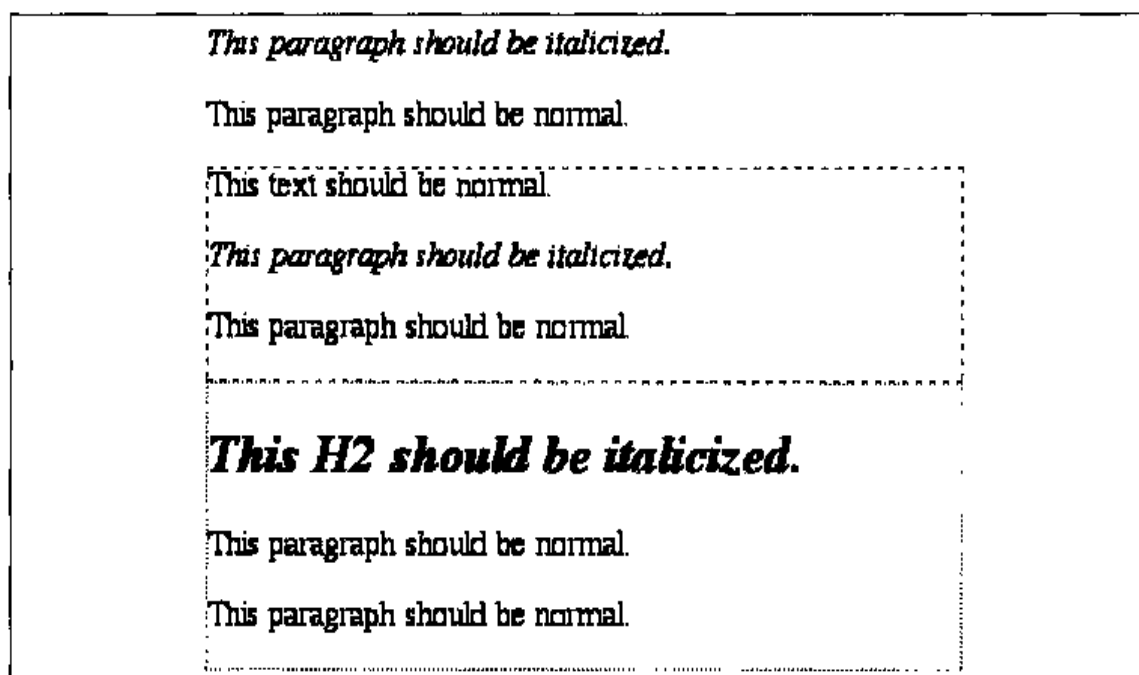 This paragraph should be italicized.
This paragraph should be normal.
This text should be normal.
This paragraph should be italicized.
This paragraph should be normal.
This H2 should be italicized.
This paragraph should be normal.
This paragraph should be normal.